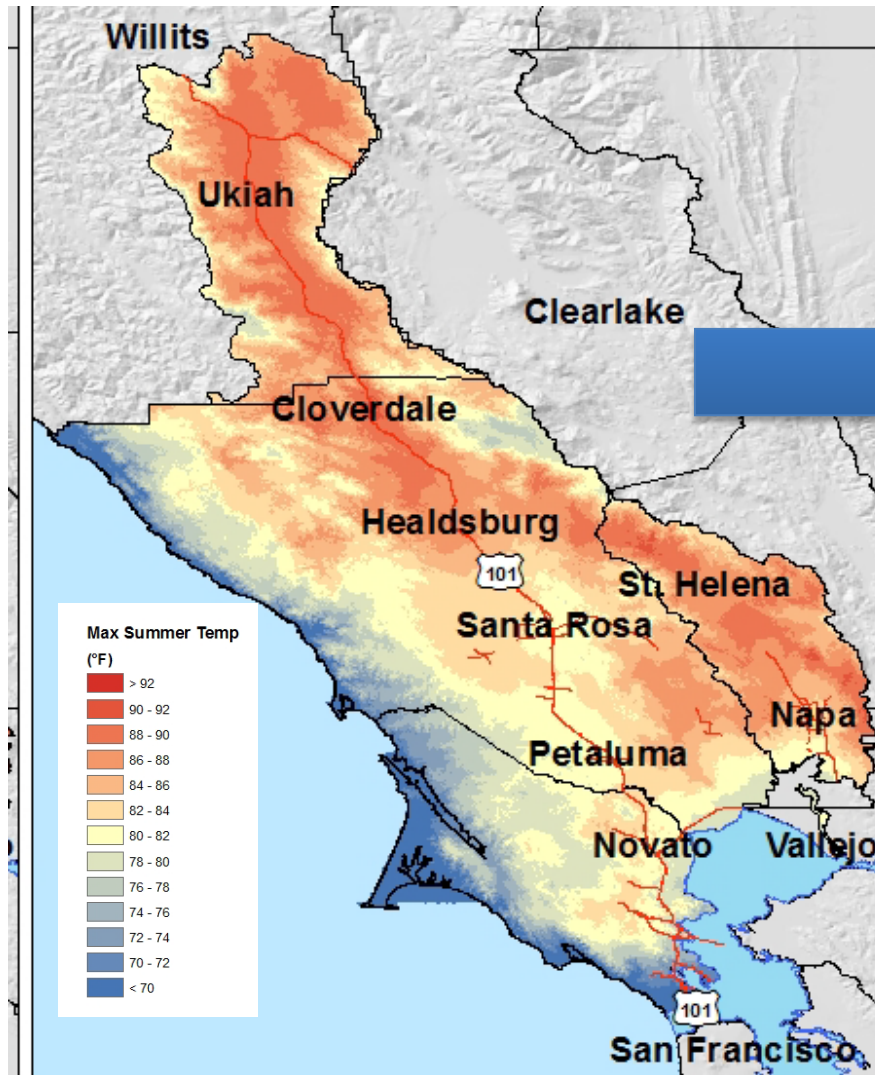 Willits
Ukiah
Clearlake
Cloverdale
Healdsburg
101
St. Helena
Santa Rosa
Napa
Petaluma
Novato
Vallejo
101
San Francisco
Max Summer Temp
(°F)
> 92
90 - 92
88 - 90
86 - 88
84 - 86
82 - 84
80 - 82
78 - 80
76 - 78
74 - 76
72 - 74
70 - 72
< 70